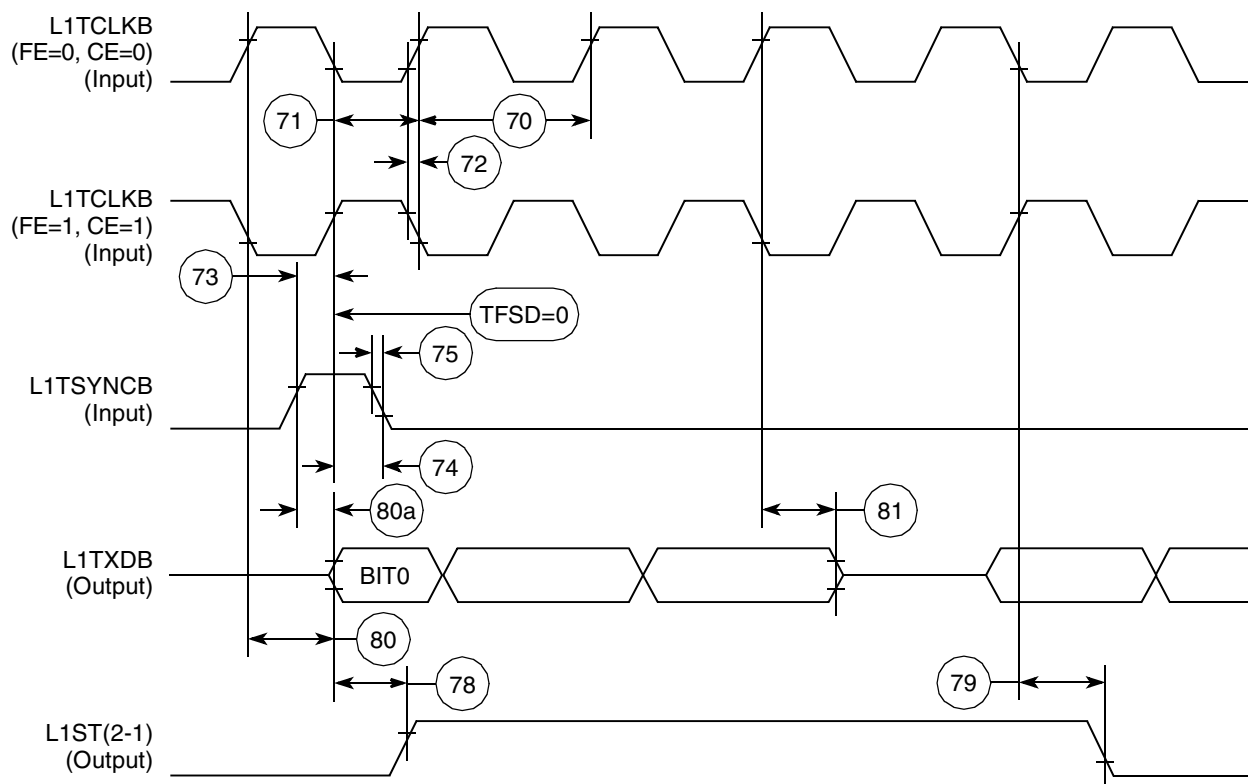 L1TCLKB
(FE=0, CE=0)
(Input)
71
70
72
L1TCLKB
(FE=1, CE=1)
(Input)
73
TFSD=0
75
L1TSYNCB
(Input)
74
80a
81
L1TXDB
(Output)
BIT0
80
78
79
L1ST(2-1)
(Output)